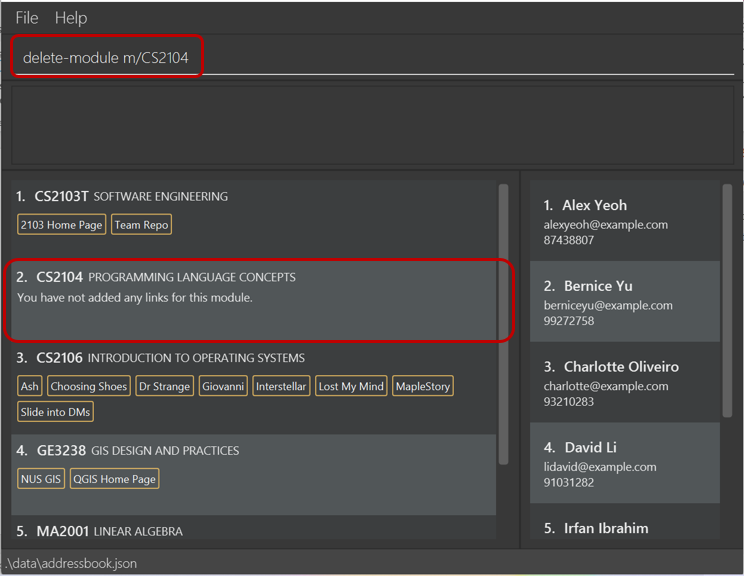 File Help
delete-module m/CS2104
1. CS2103T SOFTWARE ENGINEERING
2103 Home Page Team Repo
2. CS2104 PROGRAMMING LANGUAGE CONCEPTS
You have not added any links for this module.
3. CS2106 INTRODUCTION TO OPERATING SYSTEMS
Ash Choosing Shoes Dr Strange Giovanni Interstellar Lost My Mind MapleStory
Slide into DMs
4. GE3238 GIS DESIGN AND PRACTICES
NUS GIS QGIS Home Page
5. MA2001 LINEAR ALGEBRA
1. Alex Yeoh
alexyeoh@example.com
87438807
2. Bernice Yu
berniceyu@example.com
99272758
3. Charlotte Oliveiro
charlotte@example.com
93210283
4. David Li
lidavid@example.com
91031282
5. Irfan Ibrahim
.\data\addressbook.json